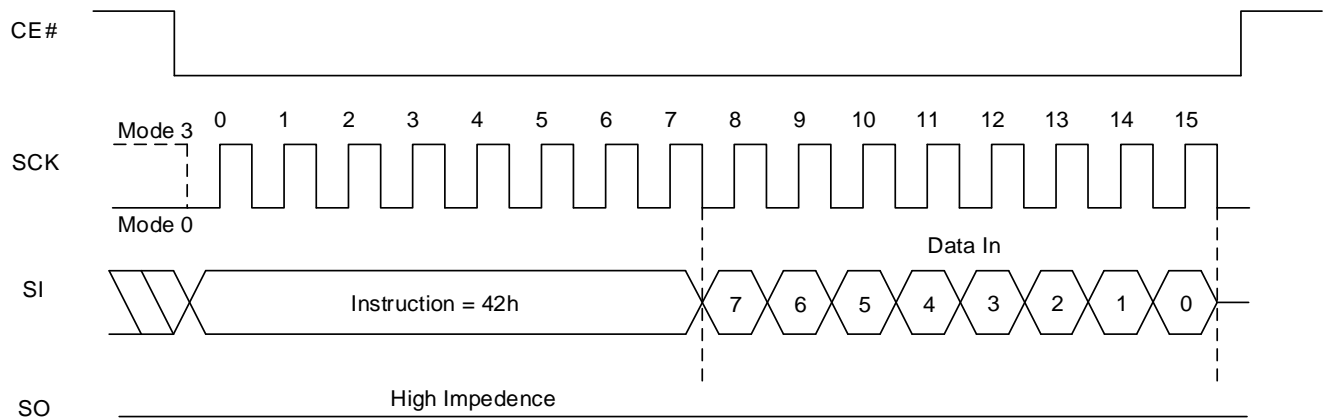 CE#
0 1 2 3 4 5 6 7 8 9 10 11 12 13 14 15
Mode 3
SCK
Mode 0
Data In
SI
Instruction = 42h
7 6 5 4 3 2 1 0
High Impedence
SO